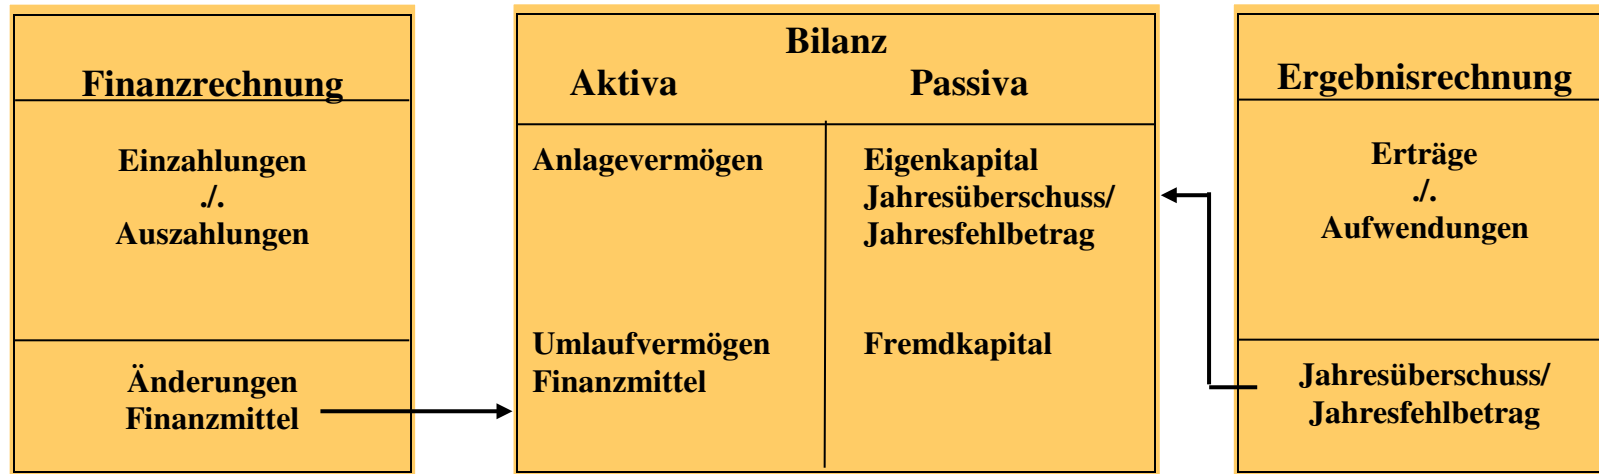 Finanzrechnung
Einzahlungen
./.
Auszahlungen
Änderungen
Finanzmittel
Bilanz
Aktiva Passiva
Anlagevermögen
Umlaufvermögen
Finanzmittel
Eigenkapital
Jahresüberschuss/
Jahresfehlbetrag
Fremdkapital
Ergebnisrechnung
Erträge
./.
Aufwendungen
Jahresüberschuss/
Jahresfehlbetrag